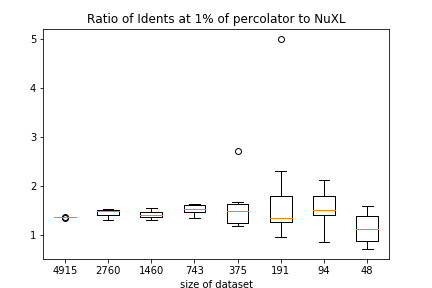 Ratio of Idents at 1% of percolator to NuXL
5
4
3
2
1
4915 2760 1460 743 375 191 94 48
size of dataset